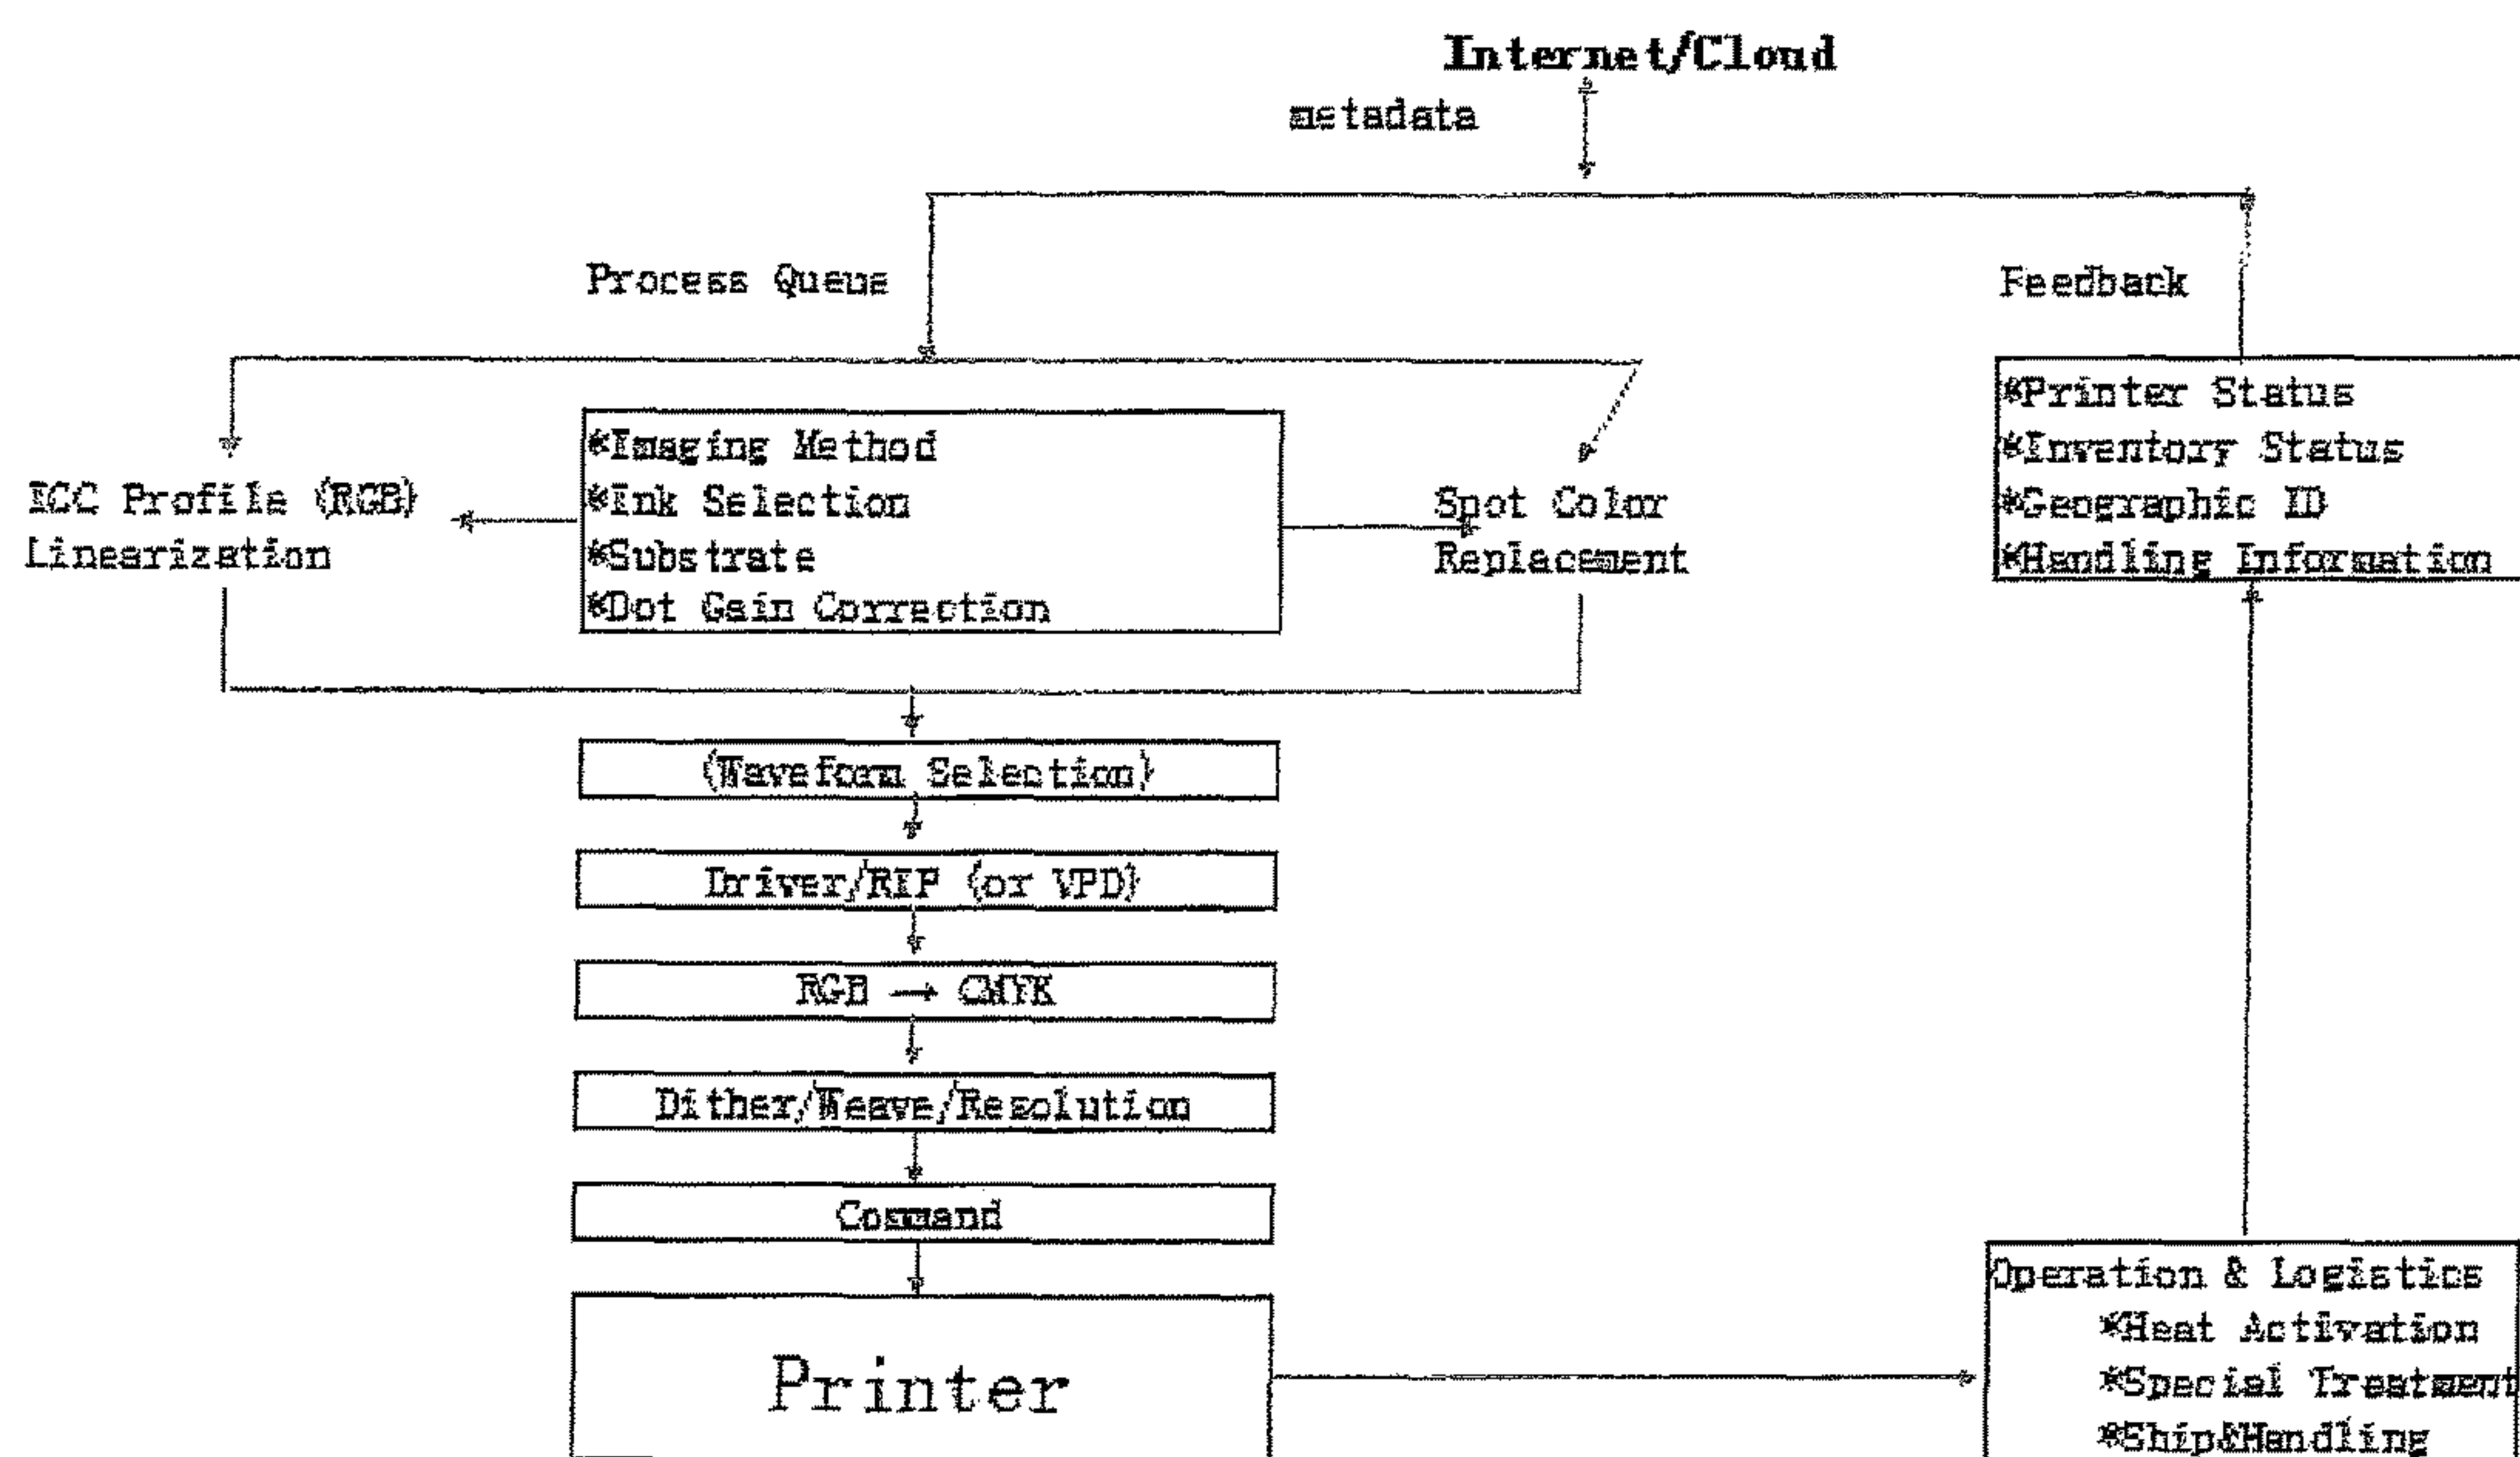 Internet/Cloud
metadata
Process Queue
Feedback
ICC Profile (RGB)
Linearization
*Imaging Method
*Ink Selection
*Substrate
*Dot Gain Correction
Spot Color
Replacement
*Printer Status
*Inventory Status
*Geographic ID
*Handling Information
(Waveform Selection)
Driver/RIP (or VPD)
RGB → CMYK
Dither/Weave/Resolution
Command
Printer
Operation & Logistics
*Heat Activation
*Special Treatment
*Ship&Handling